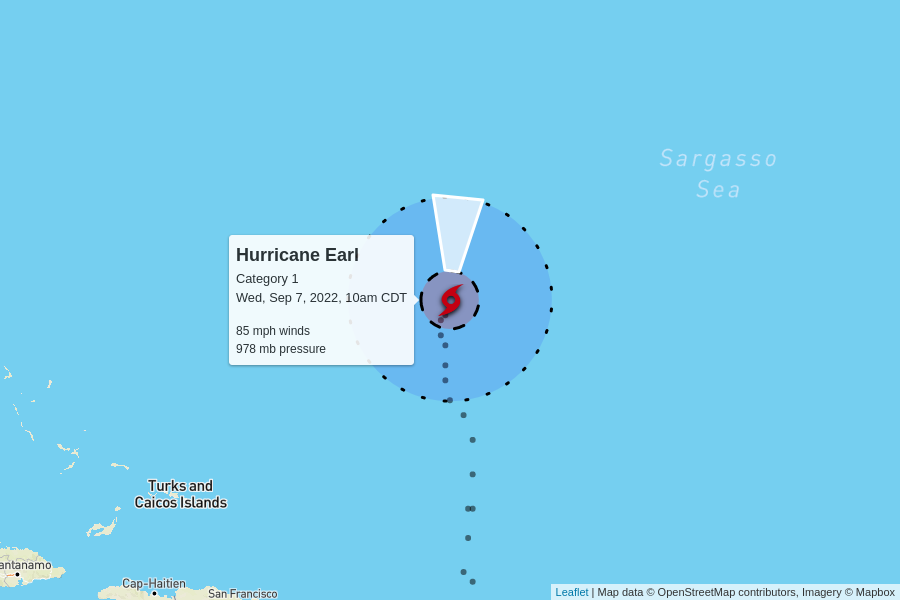 Sargasso
Sea
Hurricane Earl
Category 1
Wed, Sep 7, 2022, 10am CDT
85 mph winds
978 mb pressure
Turks and
Caicos Islands
antanamo
Cap-Haitien
San Francisco
Leaflet | Map data © OpenStreetMap contributors, Imagery © Mapbox